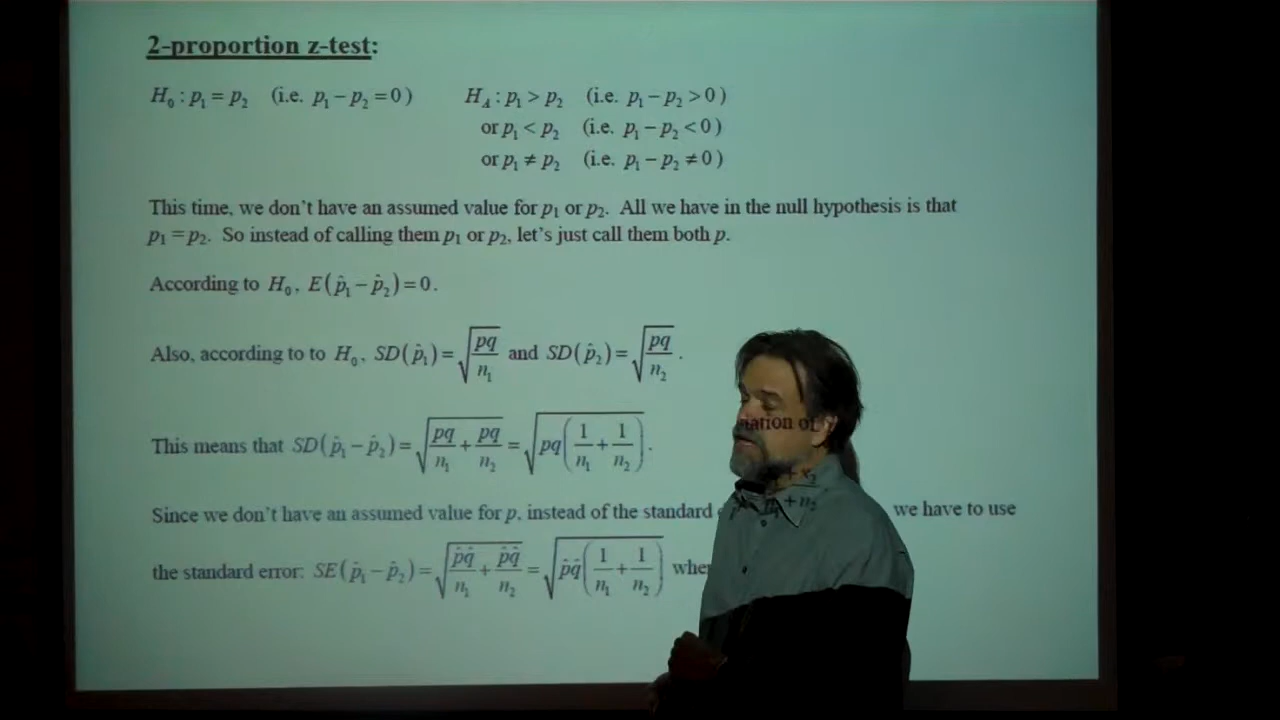 2-proportion z-test:
H₀ : p₁ = p₂ (i.e. p₁ − p₂ = 0) H_A : p₁ > p₂ (i.e. p₁ − p₂ > 0)
or p₁ < p₂ (i.e. p₁ − p₂ < 0)
or p₁ ≠ p₂ (i.e. p₁ − p₂ ≠ 0)
This time, we don't have an assumed value for p₁ or p₂. All we have in the null hypothesis is that
p₁ = p₂. So instead of calling them p₁ or p₂, let's just call them both p.
According to H₀, E(p̂₁ − p̂₂) = 0.
Also, according to to H₀, SD(p̂₁) = √(pq/n₁) and SD(p̂₂) = √(pq/n₂).
This means that SD(p̂₁ − p̂₂) = √(pq/n₁ + pq/n₂) = √(pq(1/n₁ + 1/n₂)).
Since we don't have an assumed value for p, instead of the standard we have to use
the standard error: SE(p̂₁ − p̂₂) = √(p̂q̂/n₁ + p̂q̂/n₂) = √(p̂q̂(1/n₁ + 1/n₂))